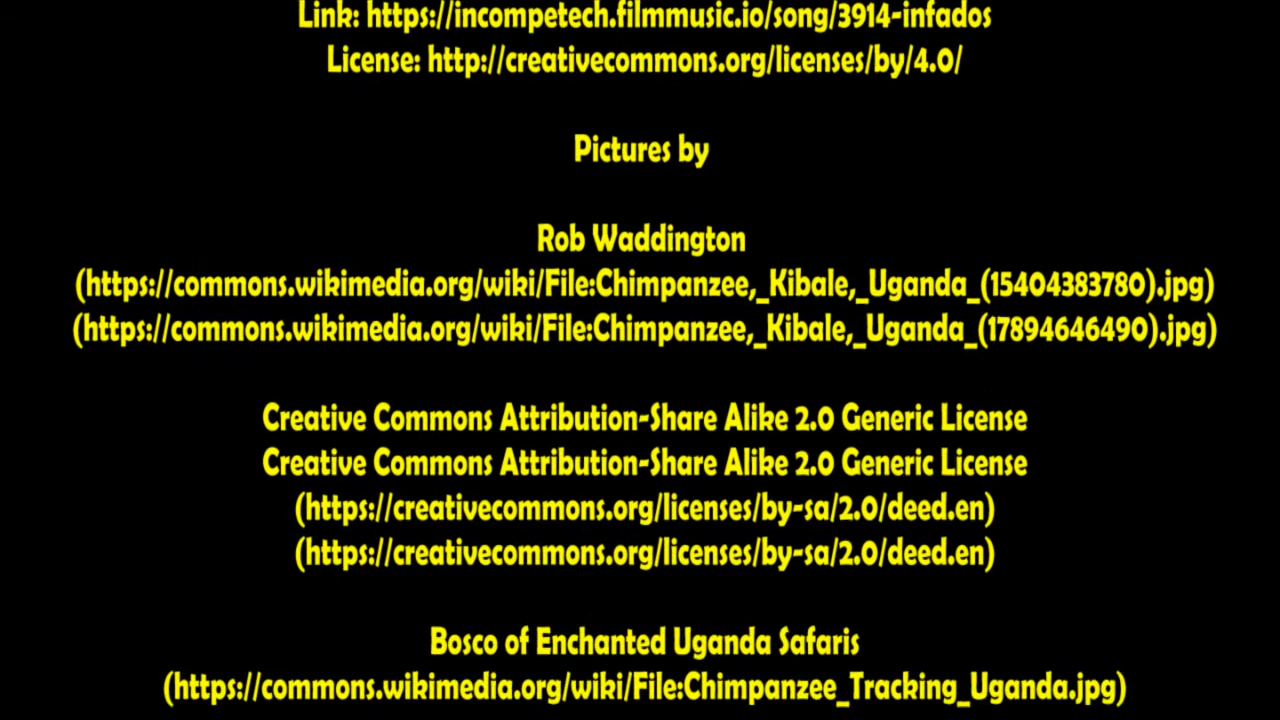 Link: https://incompetech.filmmusic.io/song/3914-infados
License: http://creativecommons.org/licenses/by/4.0/
Pictures by
Rob Waddington
(https://commons.wikimedia.org/wiki/File:Chimpanzee,_Kibale,_Uganda_(15404383780).jpg)
(https://commons.wikimedia.org/wiki/File:Chimpanzee,_Kibale,_Uganda_(17894646490).jpg)
Creative Commons Attribution-Share Alike 2.0 Generic License
Creative Commons Attribution-Share Alike 2.0 Generic License
(https://creativecommons.org/licenses/by-sa/2.0/deed.en)
(https://creativecommons.org/licenses/by-sa/2.0/deed.en)
Bosco of Enchanted Uganda Safaris
(https://commons.wikimedia.org/wiki/File:Chimpanzee_Tracking_Uganda.jpg)